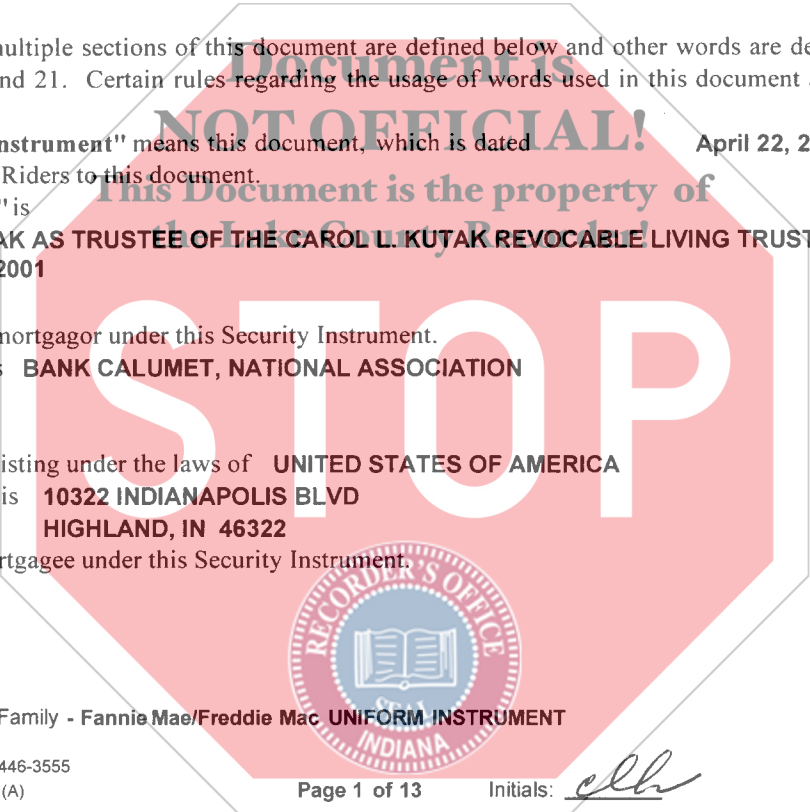 multiple sections of this document are defined below and other words are de
nd 21. Certain rules regarding the usage of words used in this document
Document is
nstrument" means this document, which is dated April 22, 2
NOT OFFICIAL!
Riders to this document.
This Document is the property of
" is
AK AS TRUSTEE OF THE CAROL L. KUTAK REVOCABLE LIVING TRUST
the Lake County Recorder!
2001
STOP
mortgagor under this Security Instrument.
s BANK CALUMET, NATIONAL ASSOCIATION
isting under the laws of UNITED STATES OF AMERICA
is 10322 INDIANAPOLIS BLVD
HIGHLAND, IN 46322
rtgagee under this Security Instrument.
RECORDER'S OFFICE
SEAL
INDIANA
Family - Fannie Mae/Freddie Mac UNIFORM INSTRUMENT
446-3555
(A) Page 1 of 13 Initials: